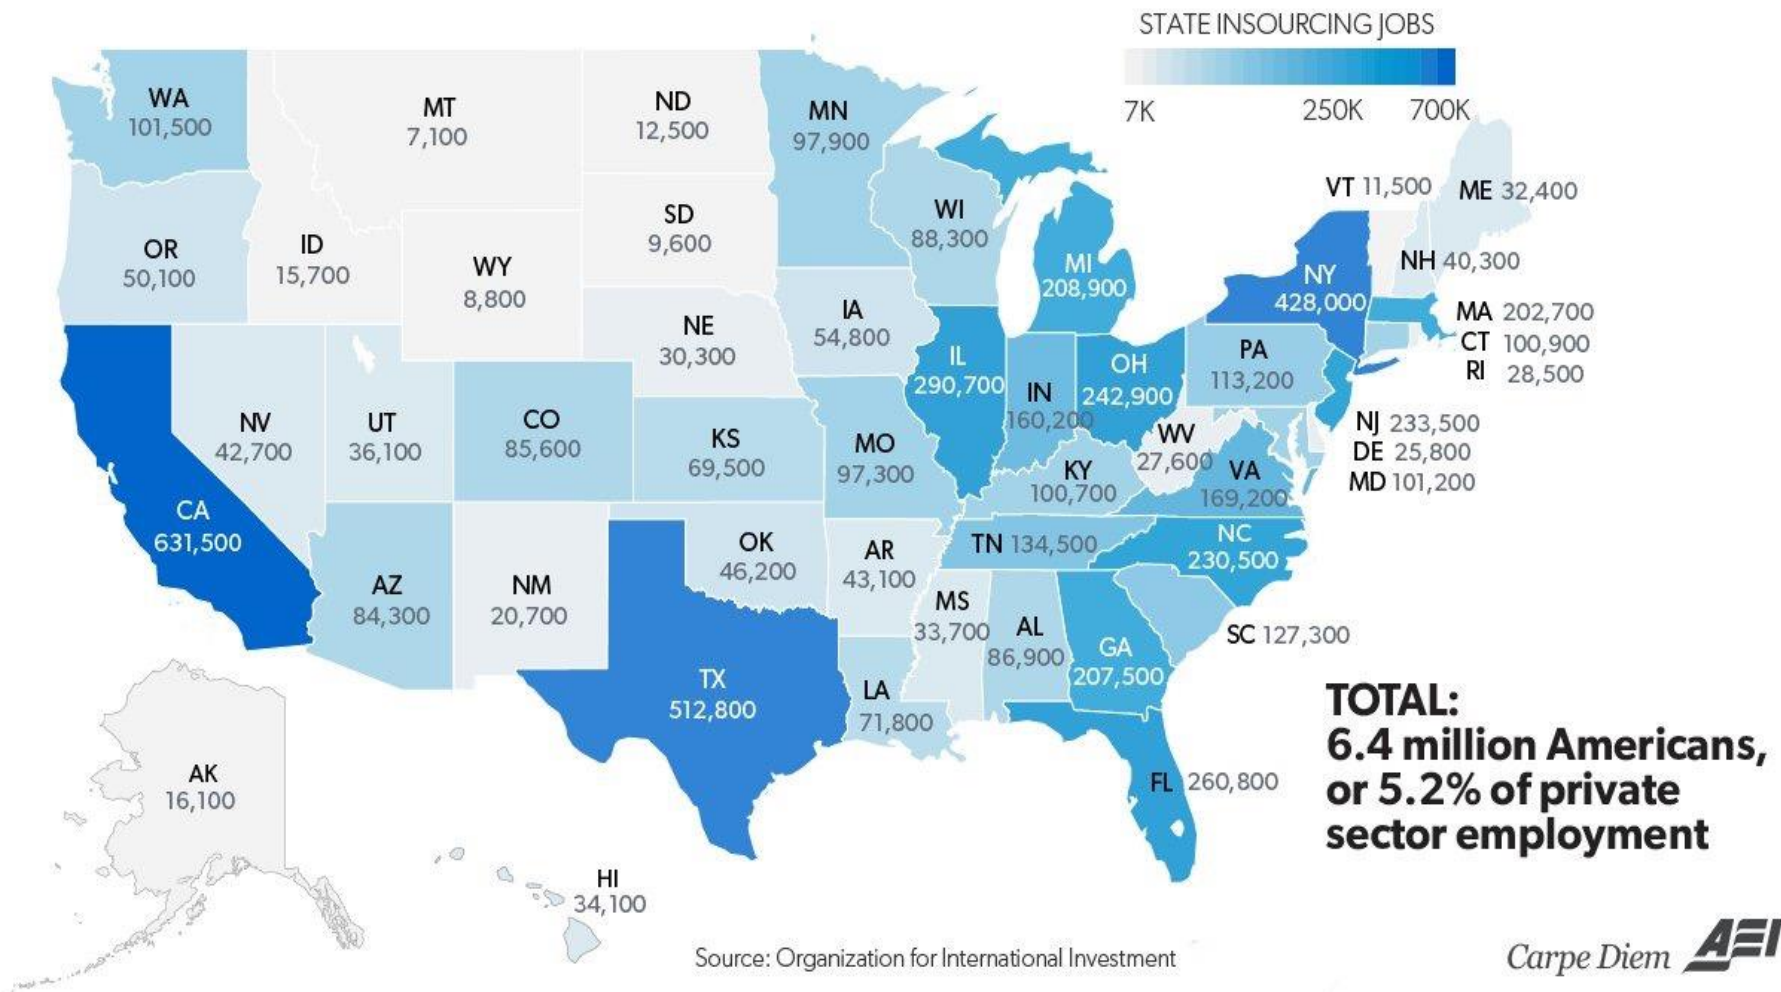 STATE INSOURCING JOBS
7K 250K 700K
WA
101,500
MT
7,100
ND
12,500
MN
97,900
VT 11,500
ME 32,400
OR
50,100
ID
15,700
WY
8,800
SD
9,600
WI
88,300
MI
208,900
NY
428,000
NH 40,300
MA 202,700
CT 100,900
RI 28,500
NE
30,300
IA
54,800
IL
290,700
IN
160,200
OH
242,900
PA
113,200
NJ 233,500
DE 25,800
MD 101,200
NV
42,700
UT
36,100
CO
85,600
KS
69,500
MO
97,300
KY
100,700
WV
27,600
VA
169,200
CA
631,500
AZ
84,300
NM
20,700
OK
46,200
AR
43,100
TN 134,500
NC
230,500
MS
33,700
AL
86,900
GA
207,500
SC 127,300
TX
512,800
LA
71,800
FL 260,800
AK
16,100
HI
34,100
TOTAL:
6.4 million Americans,
or 5.2% of private
sector employment
Source: Organization for International Investment
Carpe Diem AEI